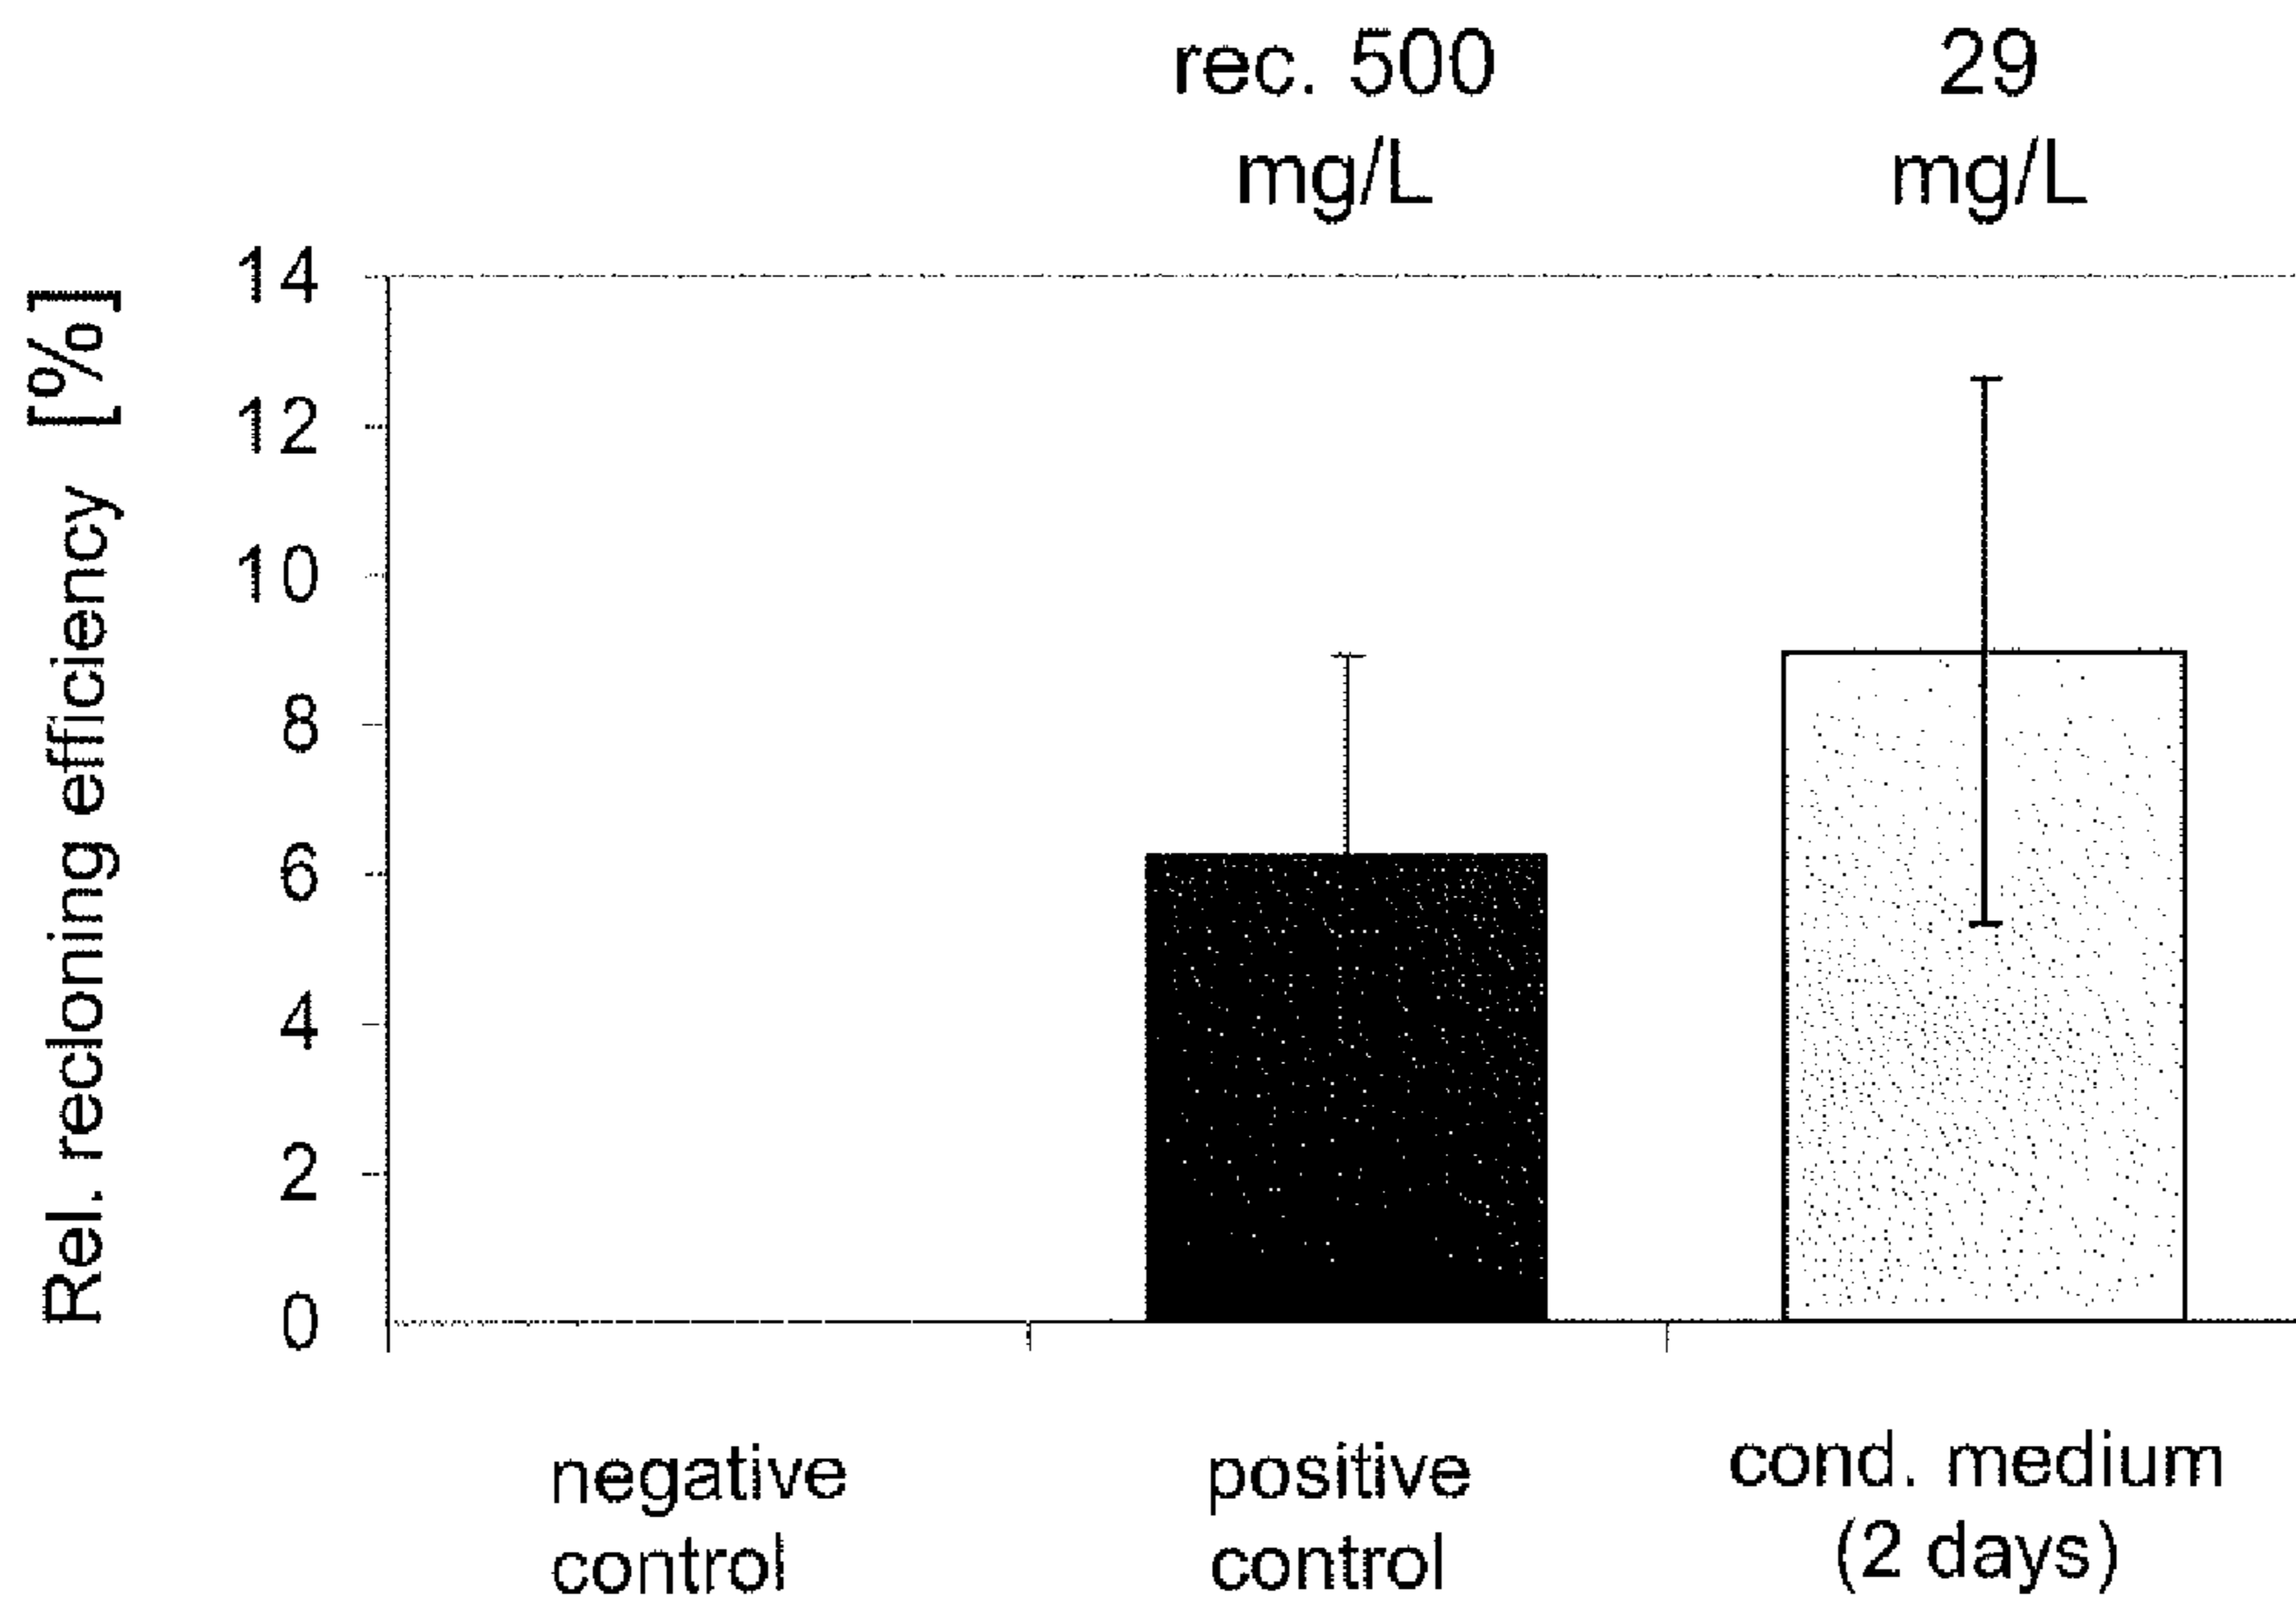 rec. 500
mg/L
29
mg/L
Rel. recloning efficiency [%]
14
12
10
8
6
4
2
0
negative
control
positive
control
cond. medium
(2 days)